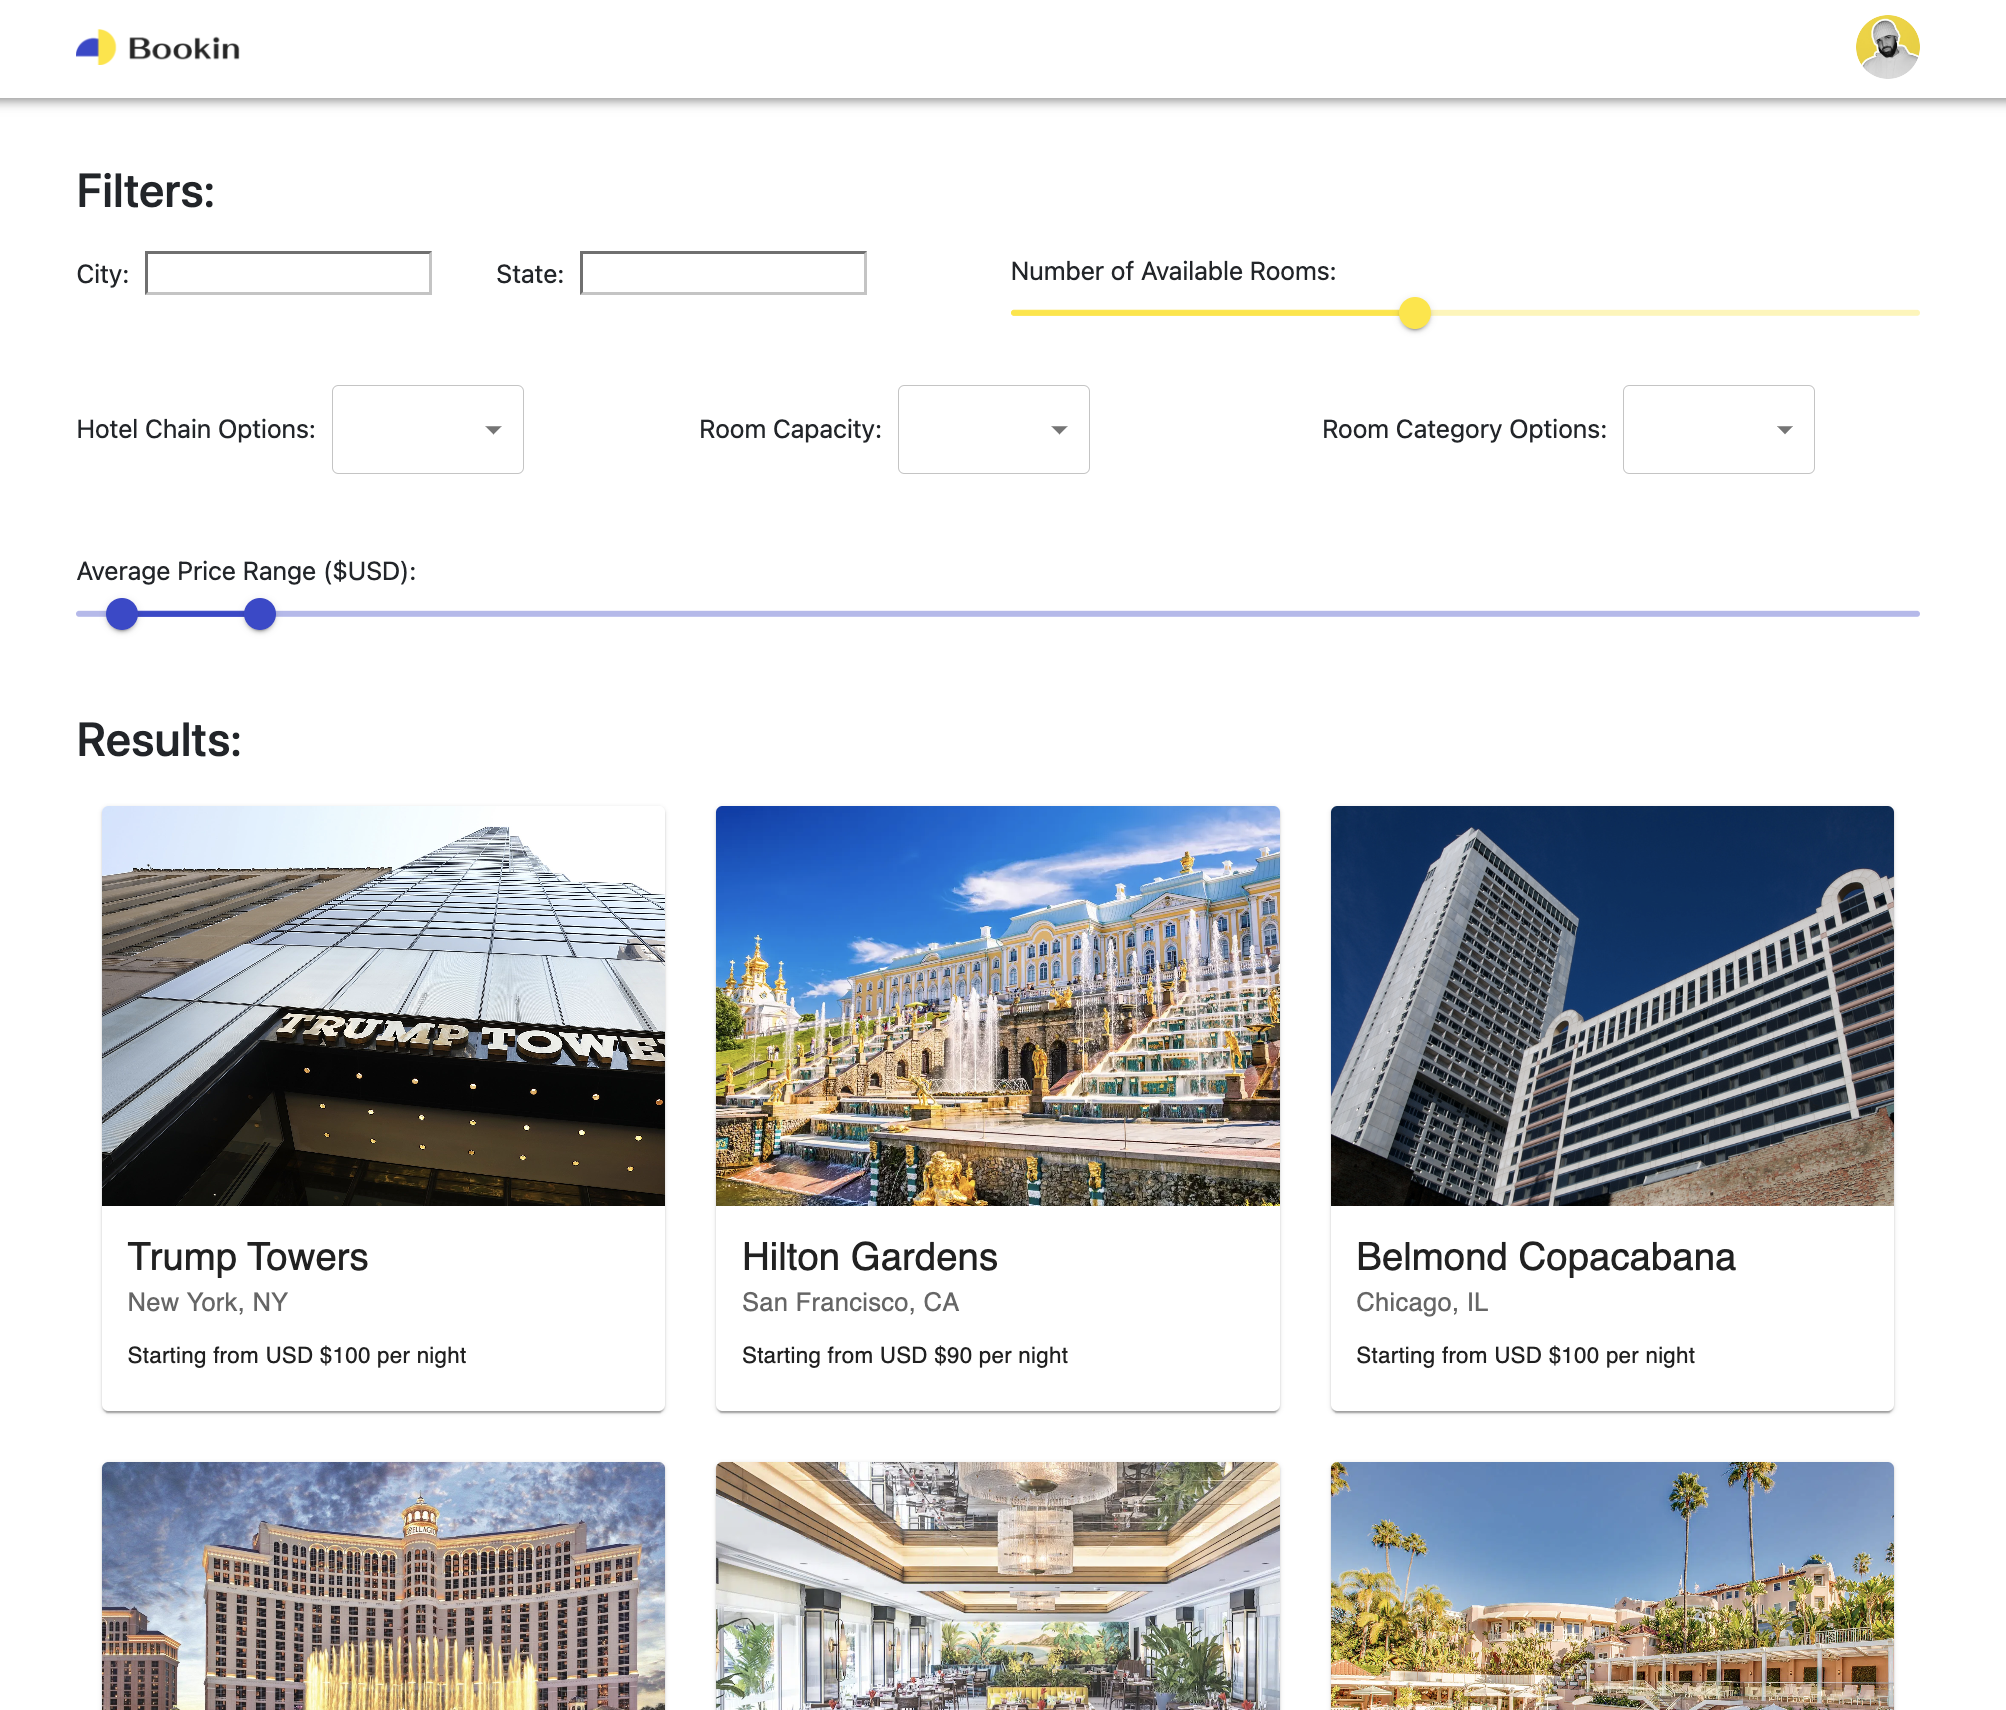 Bookin
Filters:
City:
State:
Number of Available Rooms:
Hotel Chain Options:
Room Capacity:
Room Category Options:
Average Price Range ($USD):
Results:
TRUMP TOWE
Trump Towers
New York, NY
Starting from USD $100 per night
Hilton Gardens
San Francisco, CA
Starting from USD $90 per night
Belmond Copacabana
Chicago, IL
Starting from USD $100 per night